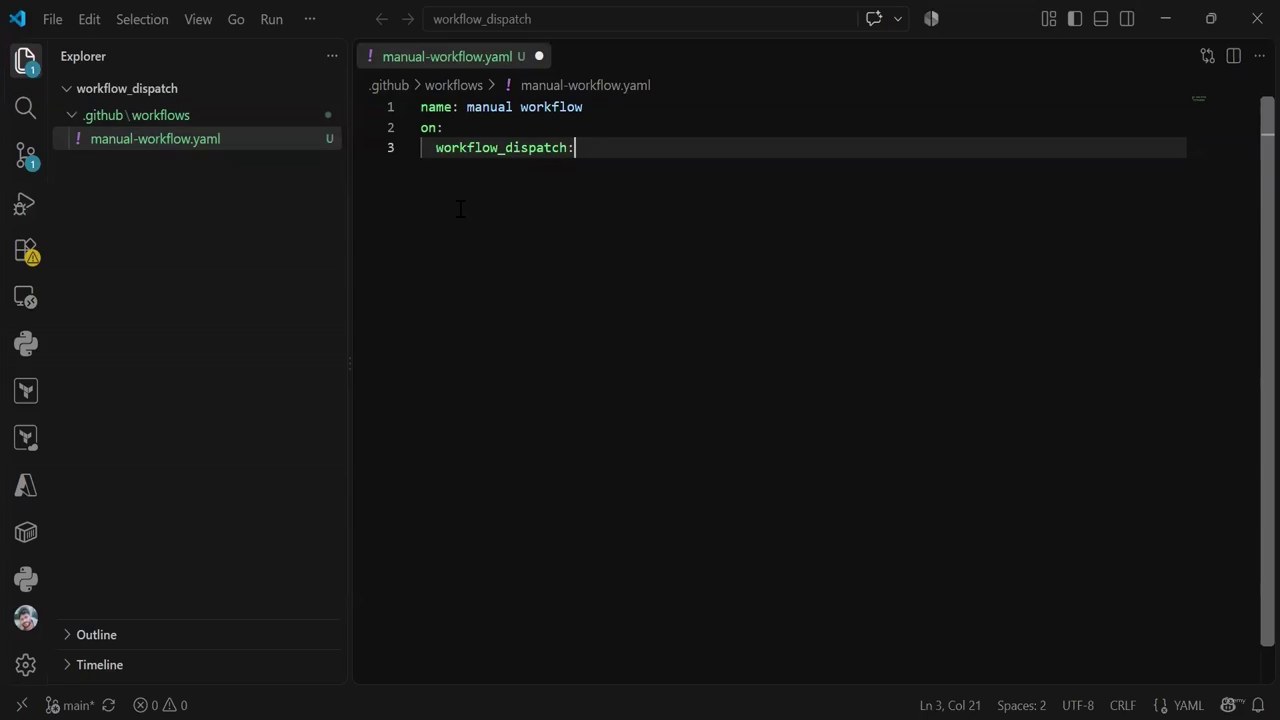 File Edit Selection View Go Run ···
workflow_dispatch
Explorer ···
workflow_dispatch
.github\workflows
! manual-workflow.yaml U
1
1
! manual-workflow.yaml U
.github > workflows > ! manual-workflow.yaml
1 name: manual workflow
2 on:
3 workflow_dispatch:
Outline
Timeline
main* 0 0
Ln 3, Col 21 Spaces: 2 UTF-8 CRLF {} YAML